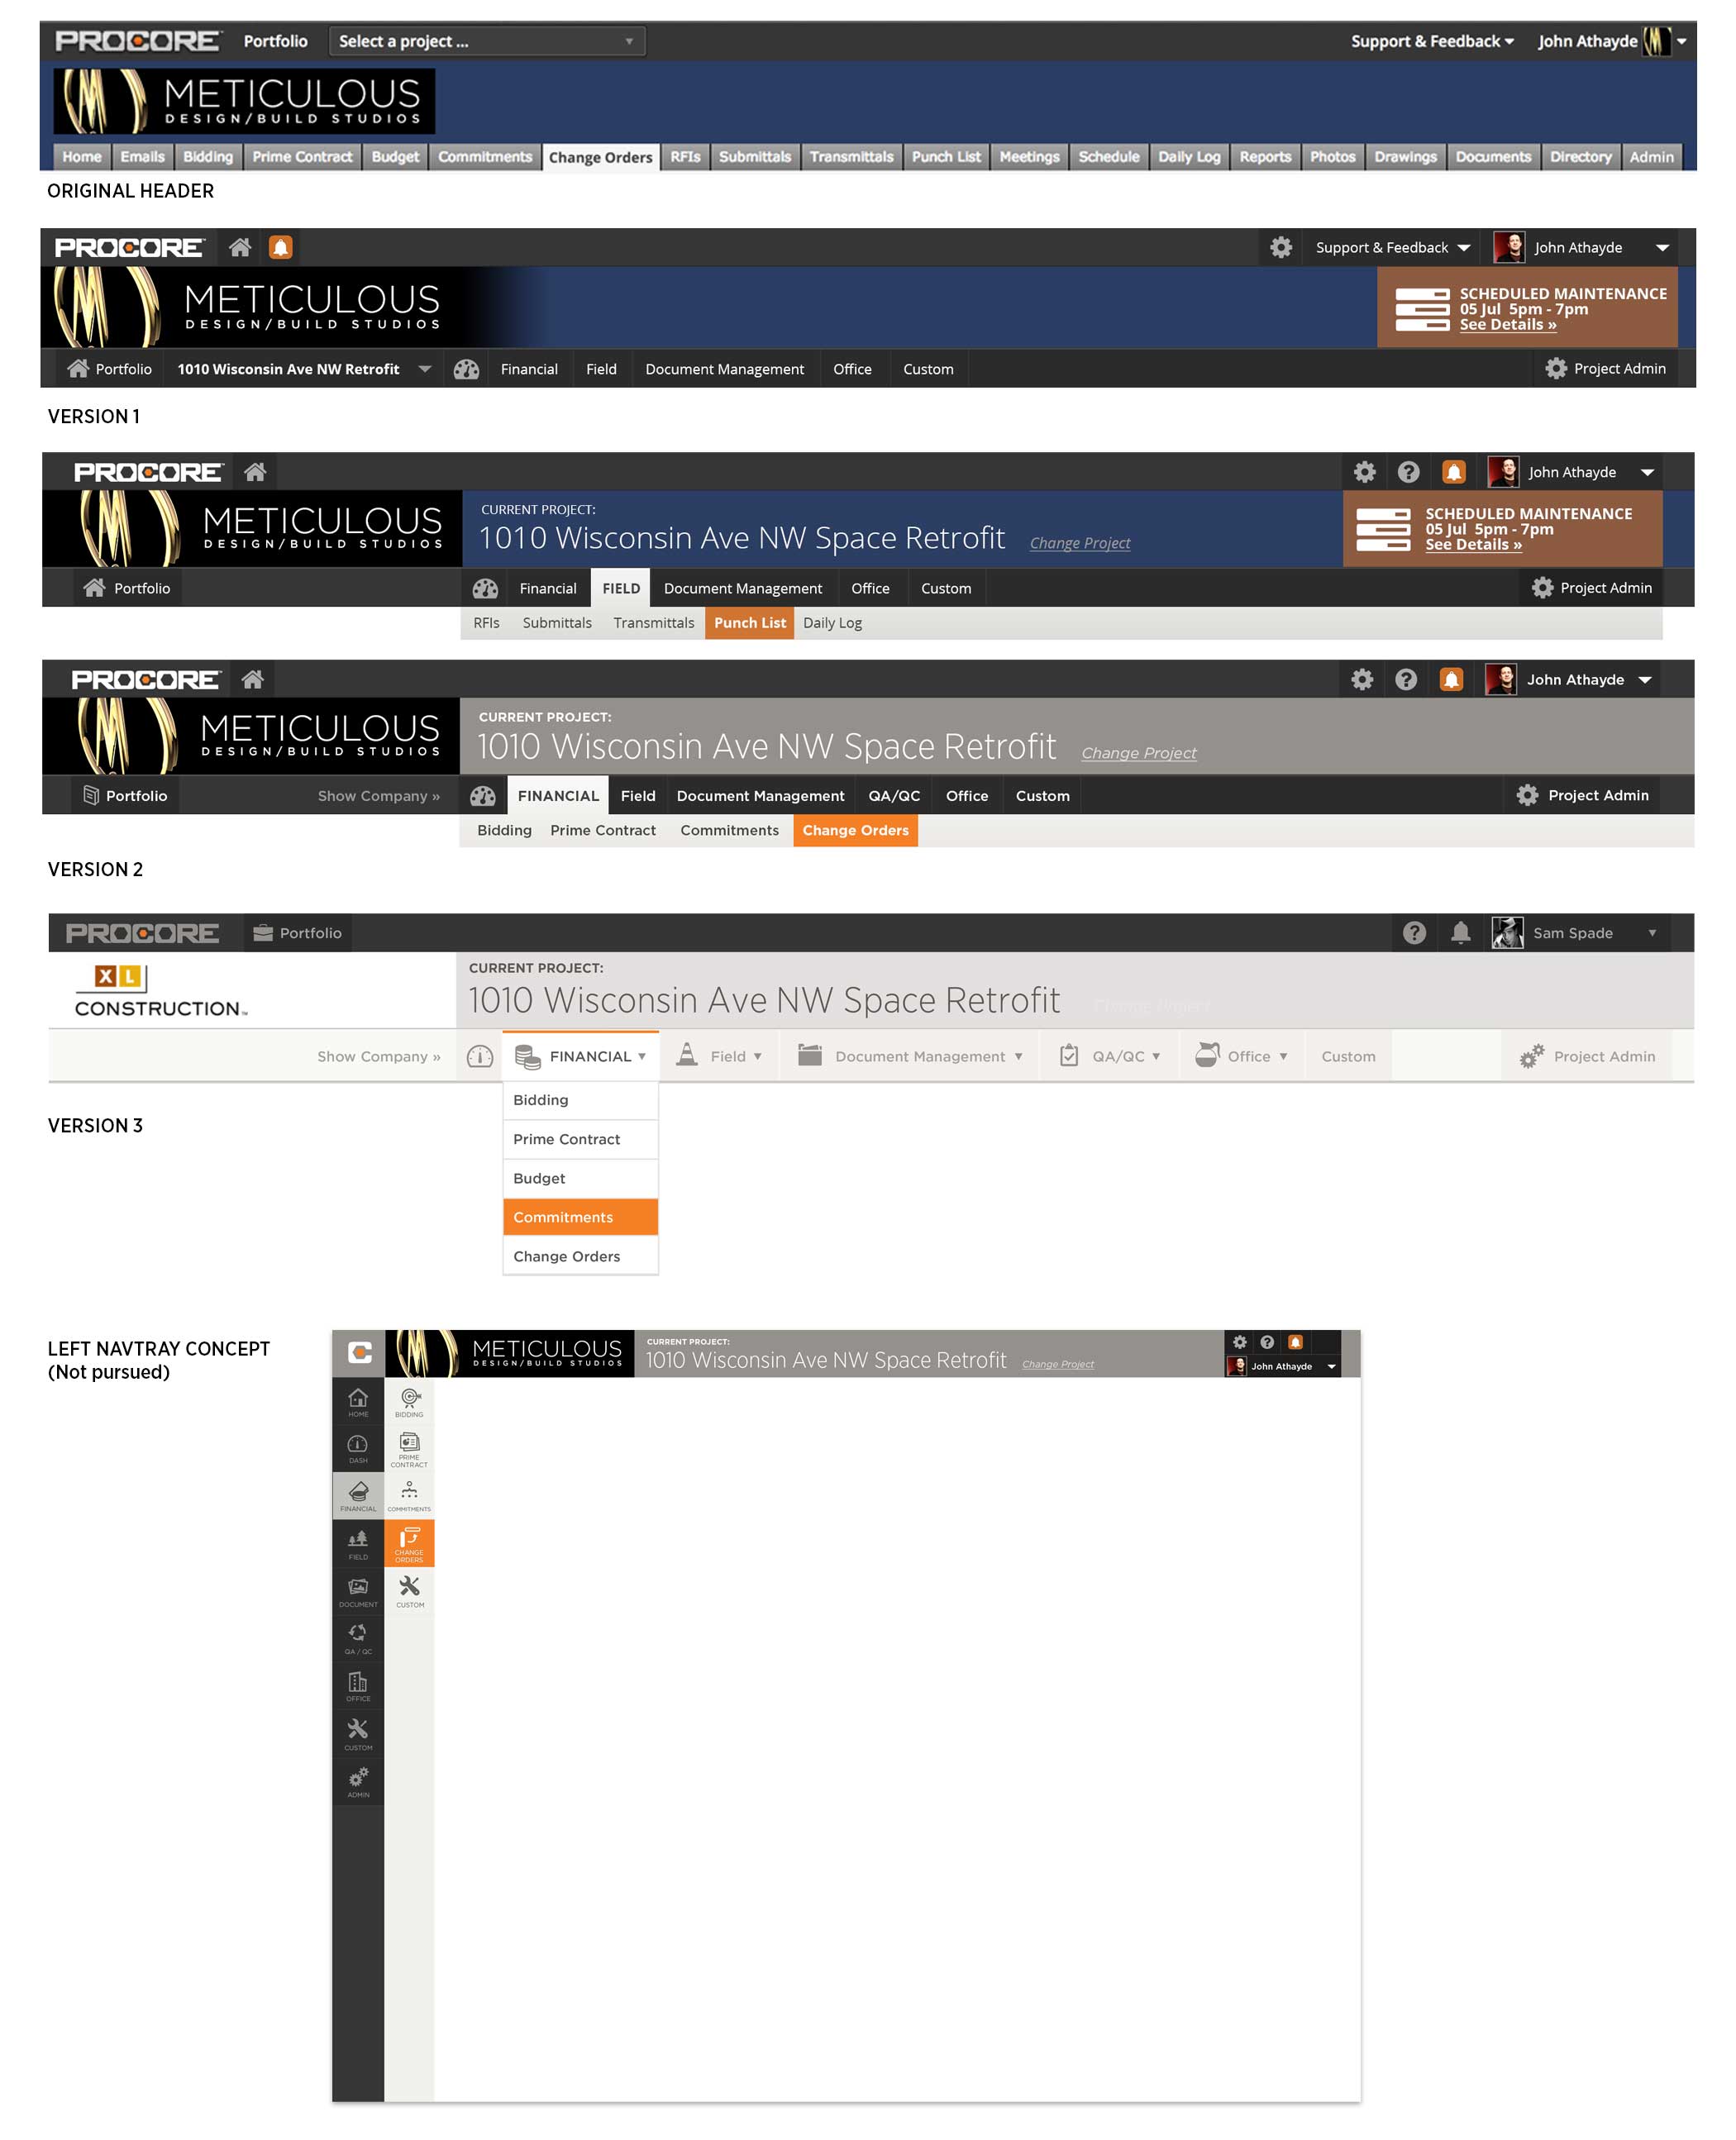 PROCORE Portfolio Select a project ... Support & Feedback John Athayde
METICULOUS
DESIGN/BUILD STUDIOS
Home Emails Bidding Prime Contract Budget Commitments Change Orders RFIs Submittals Transmittals Punch List Meetings Schedule Daily Log Reports Photos Drawings Documents Directory Admin
ORIGINAL HEADER
PROCORE Support & Feedback John Athayde
METICULOUS
DESIGN/BUILD STUDIOS
SCHEDULED MAINTENANCE
05 Jul 5pm - 7pm
See Details »
Portfolio 1010 Wisconsin Ave NW Retrofit Financial Field Document Management Office Custom Project Admin
VERSION 1
PROCORE John Athayde
METICULOUS
DESIGN/BUILD STUDIOS
CURRENT PROJECT:
1010 Wisconsin Ave NW Space Retrofit Change Project
SCHEDULED MAINTENANCE
05 Jul 5pm - 7pm
See Details »
Portfolio Financial FIELD Document Management Office Custom Project Admin
RFIs Submittals Transmittals Punch List Daily Log
PROCORE John Athayde
METICULOUS
DESIGN/BUILD STUDIOS
CURRENT PROJECT:
1010 Wisconsin Ave NW Space Retrofit Change Project
Portfolio Show Company » FINANCIAL Field Document Management QA/QC Office Custom Project Admin
Bidding Prime Contract Commitments Change Orders
VERSION 2
PROCORE Portfolio Sam Spade
XL
CONSTRUCTION™
CURRENT PROJECT:
1010 Wisconsin Ave NW Space Retrofit Change Project
Show Company » FINANCIAL Field Document Management QA/QC Office Custom Project Admin
Bidding
Prime Contract
Budget
Commitments
Change Orders
VERSION 3
LEFT NAVTRAY CONCEPT
(Not pursued)
METICULOUS
DESIGN/BUILD STUDIOS
CURRENT PROJECT:
1010 Wisconsin Ave NW Space Retrofit Change Project
John Athayde
HOME
DASH
FINANCIAL
FIELD
DOCUMENT
QA / QC
OFFICE
CUSTOM
ADMIN
BIDDING
PRIME
CONTRACT
COMMITMENTS
CHANGE
ORDERS
CUSTOM